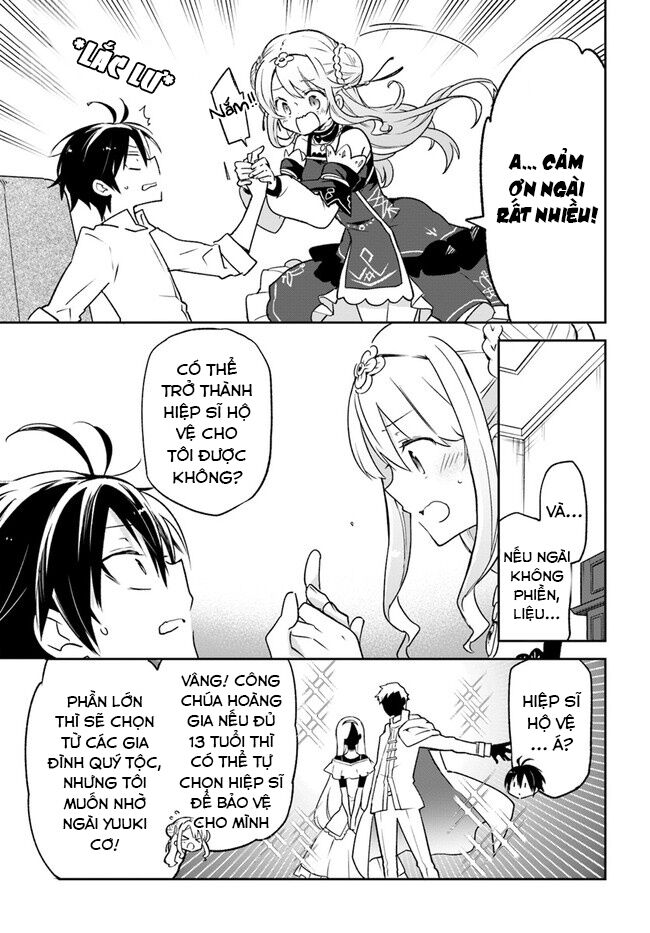 A... CẢM
ƠN NGÀI
RẤT NHIỀU!
NẮM!!
*LẮC LƯ*
VÀ...
NẾU NGÀI
KHÔNG
PHIỀN,
LIỆU...
CÓ THỂ
TRỞ THÀNH
HIỆP SĨ HỘ
VỆ CHO
TÔI ĐƯỢC
KHÔNG?
HIỆP SĨ
HỘ VỆ
... Á?
VÂNG! CÔNG
CHÚA HOÀNG
GIA NẾU ĐỦ
13 TUỔI THÌ
CÓ THỂ TỰ
CHỌN HIỆP SĨ
ĐỂ BẢO VỆ
CHO MÌNH
PHẦN LỚN
THÌ SẼ CHỌN
TỪ CÁC GIA
ĐÌNH QUÝ TỘC,
NHƯNG TÔI
MUỐN NHỜ
NGÀI YUUKI
CƠ!